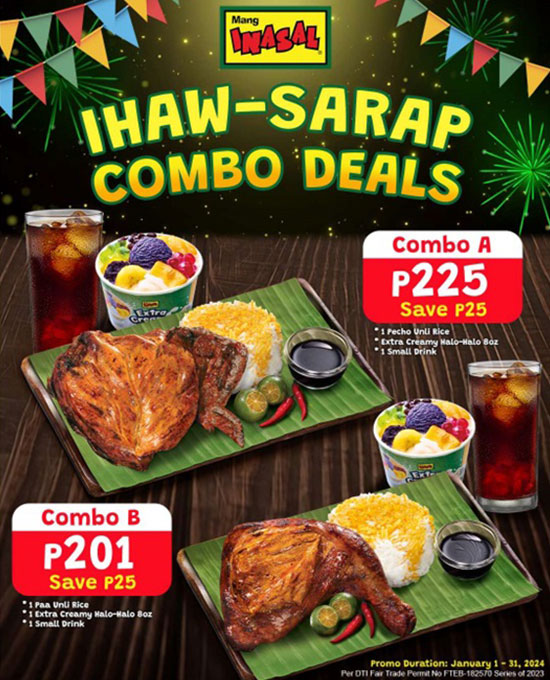 Mang
INASAL
IHAW-SARAP
COMBO DEALS
Combo A
P225
Save P25
* 1 Pecho Unli Rice
* Extra Creamy Halo-Halo 8oz
* 1 Small Drink
Extra
Combo B
P201
Save P25
* 1 Paa Unli Rice
* 1 Extra Creamy Halo-Halo 8oz
* 1 Small Drink
Promo Duration: January 1 - 31, 2024
Per DTI Fair Trade Permit No FTEB-182570 Series of 2023